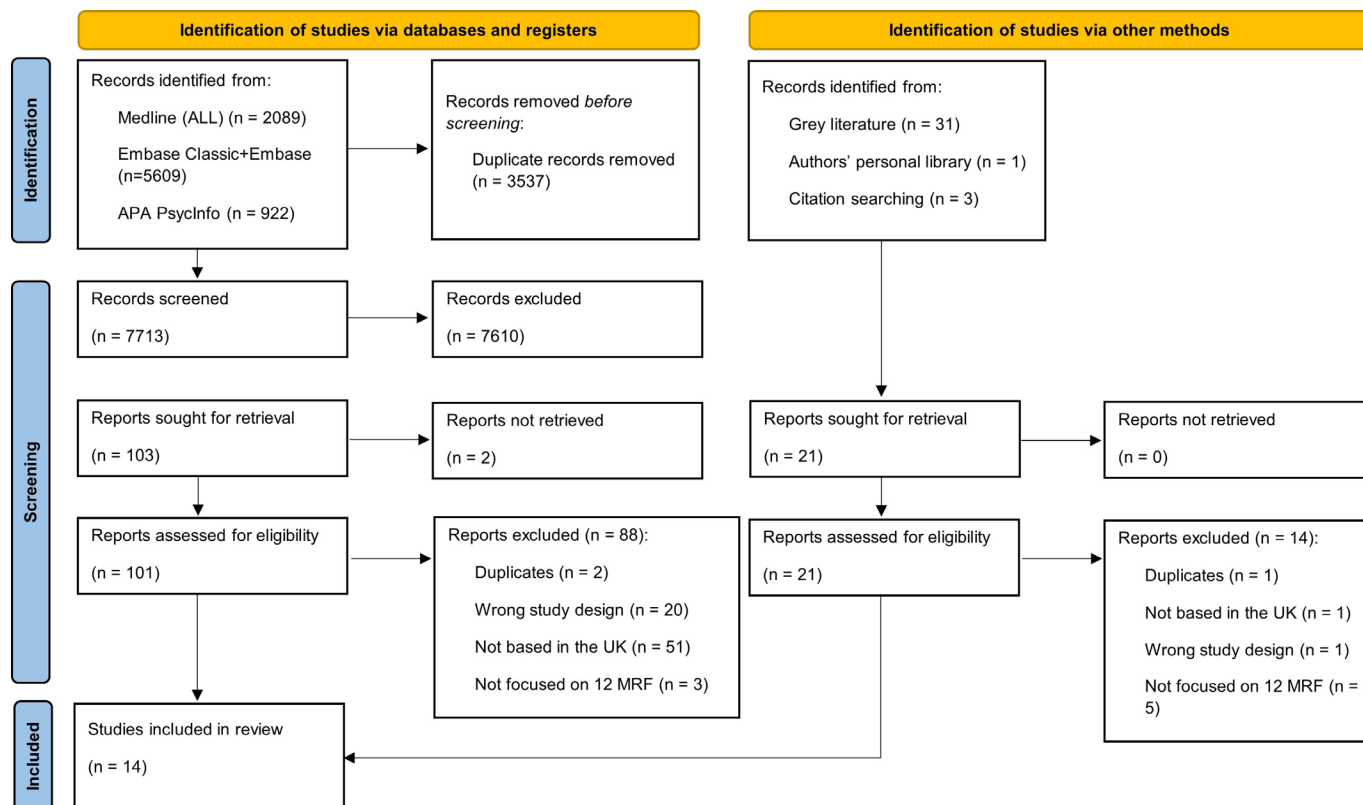 Identification of studies via databases and registers
Identification of studies via other methods
Identification
Records identified from:
Medline (ALL) (n = 2089)
Embase Classic+Embase
(n=5609)
APA PsycInfo (n = 922)
Records removed before
screening:
Duplicate records removed
(n = 3537)
Records identified from:
Grey literature (n = 31)
Authors' personal library (n = 1)
Citation searching (n = 3)
Screening
Records screened
(n = 7713)
Records excluded
(n = 7610)
Reports sought for retrieval
(n = 103)
Reports not retrieved
(n = 2)
Reports sought for retrieval
(n = 21)
Reports not retrieved
(n = 0)
Reports assessed for eligibility
(n = 101)
Reports excluded (n = 88):
Duplicates (n = 2)
Wrong study design (n = 20)
Not based in the UK (n = 51)
Not focused on 12 MRF (n = 3)
Reports assessed for eligibility
(n = 21)
Reports excluded (n = 14):
Duplicates (n = 1)
Not based in the UK (n = 1)
Wrong study design (n = 1)
Not focused on 12 MRF (n =
5)
Included
Studies included in review
(n = 14)